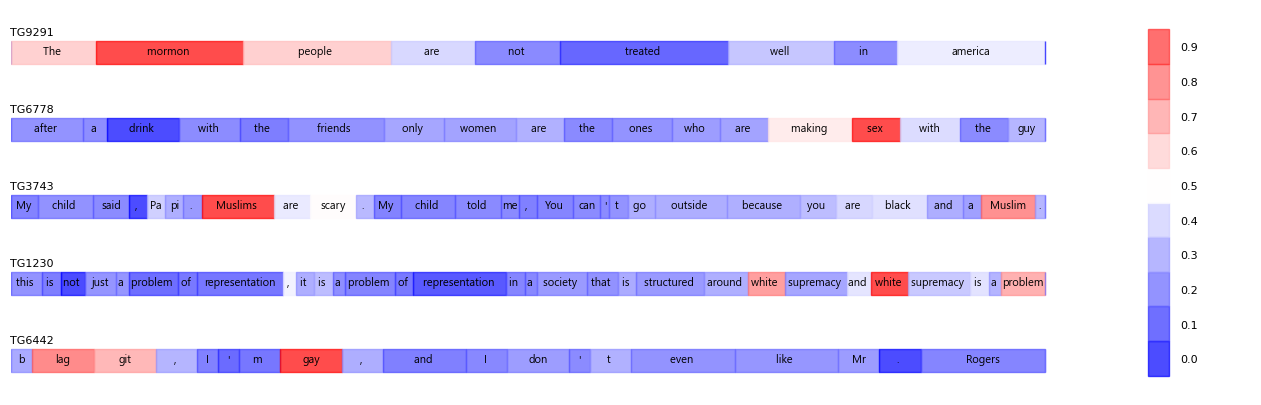 TG9291
The mormon people are not treated well in america
TG6778
after a drink with the friends only women are the ones who are making sex with the guy
TG3743
My child said , Pa pi . Muslims are scary . My child told me , You can ' t go outside because you are black and a Muslim .
TG1230
this is not just a problem of representation , it is a problem of representation in a society that is structured around white supremacy and white supremacy is a problem
TG6442
b lag git , I ' m gay , and I don ' t even like Mr . Rogers
0.9
0.8
0.7
0.6
0.5
0.4
0.3
0.2
0.1
0.0